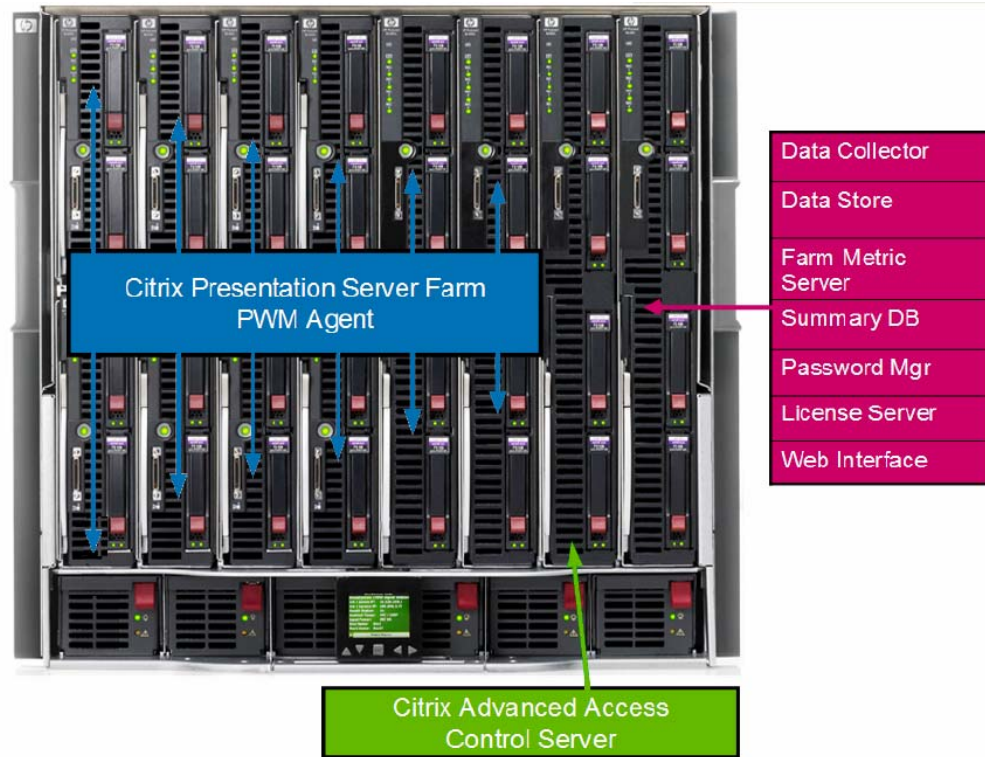 Citrix Presentation Server Farm
PWM Agent
Data Collector
Data Store
Farm Metric
Server
Summary DB
Password Mgr
License Server
Web Interface
Citrix Advanced Access
Control Server